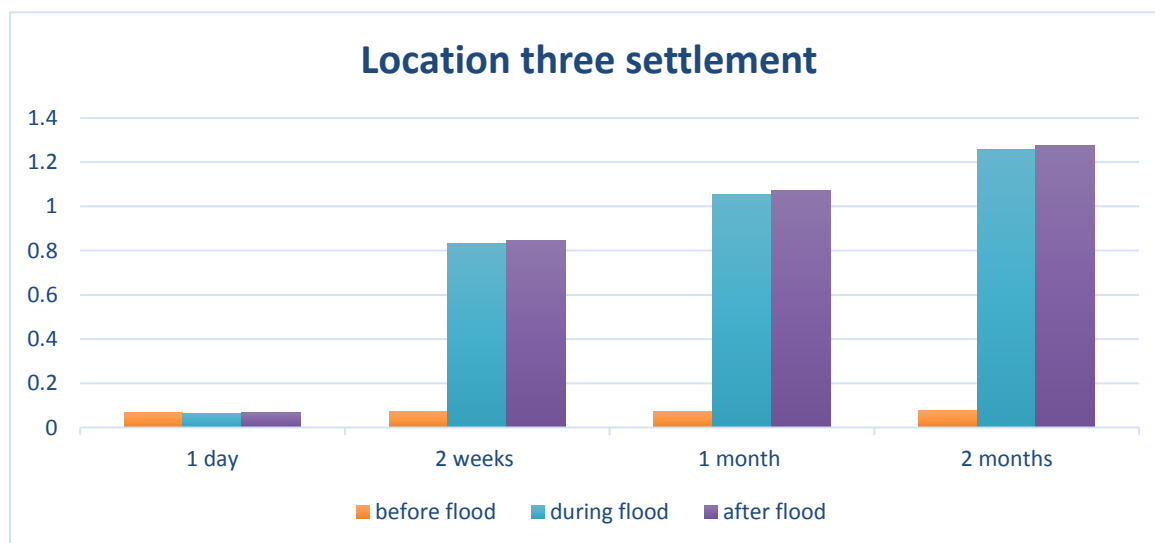 Location three settlement
1.4
1.2
1
0.8
0.6
0.4
0.2
0
1 day 2 weeks 1 month 2 months
before flood during flood after flood